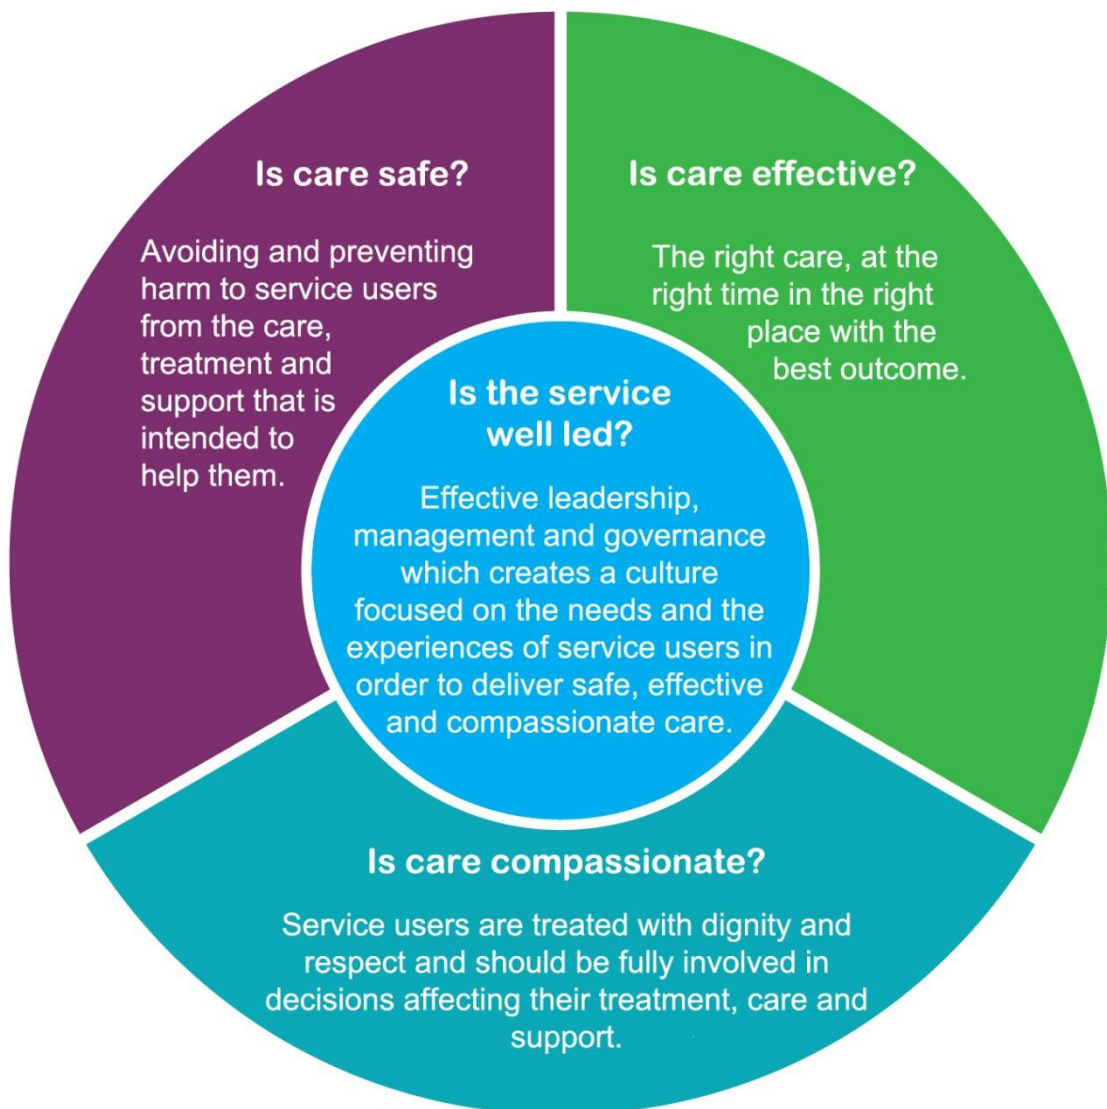 Is care safe?
Avoiding and preventing
harm to service users
from the care,
treatment and
support that is
intended to
help them.
Is care effective?
The right care, at the
right time in the right
place with the
best outcome.
Is the service
well led?
Effective leadership,
management and governance
which creates a culture
focused on the needs and the
experiences of service users in
order to deliver safe, effective
and compassionate care.
Is care compassionate?
Service users are treated with dignity and
respect and should be fully involved in
decisions affecting their treatment, care and
support.